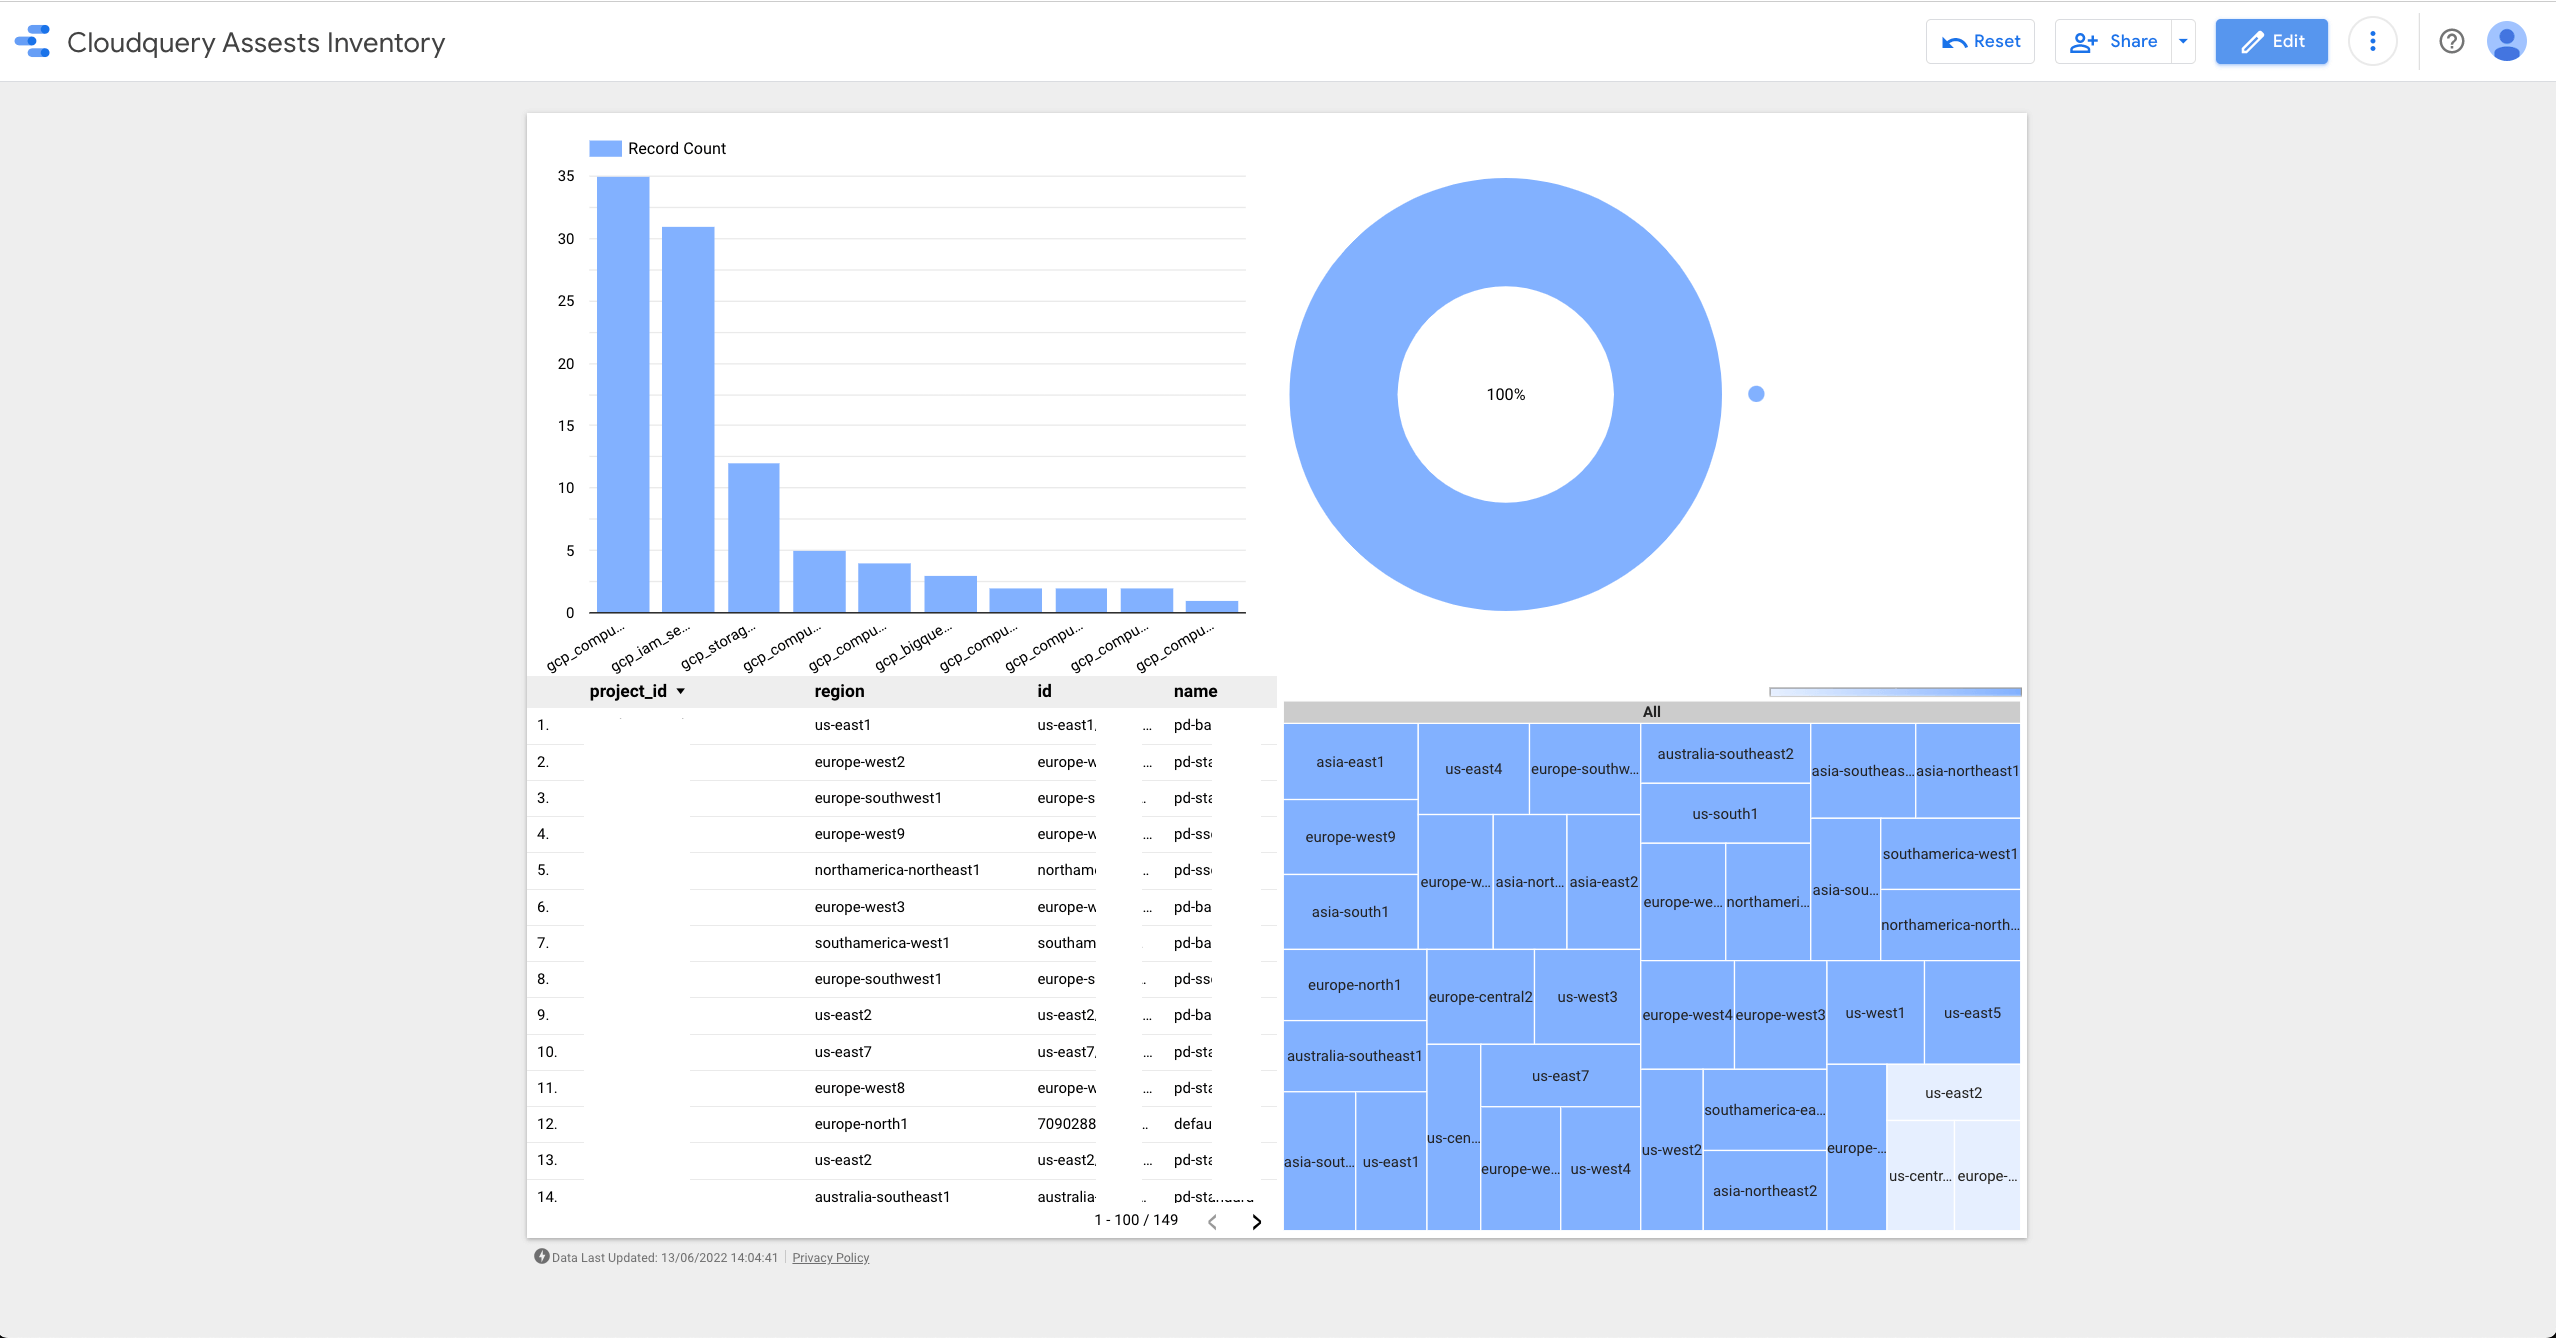 Cloudquery Assests Inventory
Reset
Share
Edit
Record Count
35
30
25
20
15
10
5
0
gcp_compu...
gcp_iam_se...
gcp_storag...
gcp_compu...
gcp_compu...
gcp_bigque...
gcp_compu...
gcp_compu...
gcp_compu...
gcp_compu...
100%
project_id region id name
1. us-east1 us-east1, ... pd-ba
2. europe-west2 europe-w ... pd-sta
3. europe-southwest1 europe-s . pd-sta
4. europe-west9 europe-w ... pd-ss
5. northamerica-northeast1 northam .. pd-ss
6. europe-west3 europe-w ... pd-ba
7. southamerica-west1 southam pd-ba
8. europe-southwest1 europe-s . pd-ss
9. us-east2 us-east2, ... pd-ba
10. us-east7 us-east7, ... pd-sta
11. europe-west8 europe-w ... pd-sta
12. europe-north1 7090288 .. defau
13. us-east2 us-east2, ... pd-sta
14. australia-southeast1 australia- . pd-standard
1 - 100 / 149
All
asia-east1
europe-west9
asia-south1
us-east4
europe-southw...
europe-w...
asia-nort...
asia-east2
australia-southeast2
us-south1
europe-we...
northameri...
asia-southeas...
asia-northeast1
asia-sou...
southamerica-west1
northamerica-north...
europe-north1
australia-southeast1
asia-sout...
us-east1
europe-central2
us-west3
us-cen...
us-east7
europe-we...
us-west4
europe-west4
europe-west3
us-west2
southamerica-ea...
asia-northeast2
us-west1
us-east5
europe-...
us-east2
us-centr...
europe-...
Data Last Updated: 13/06/2022 14:04:41
Privacy Policy